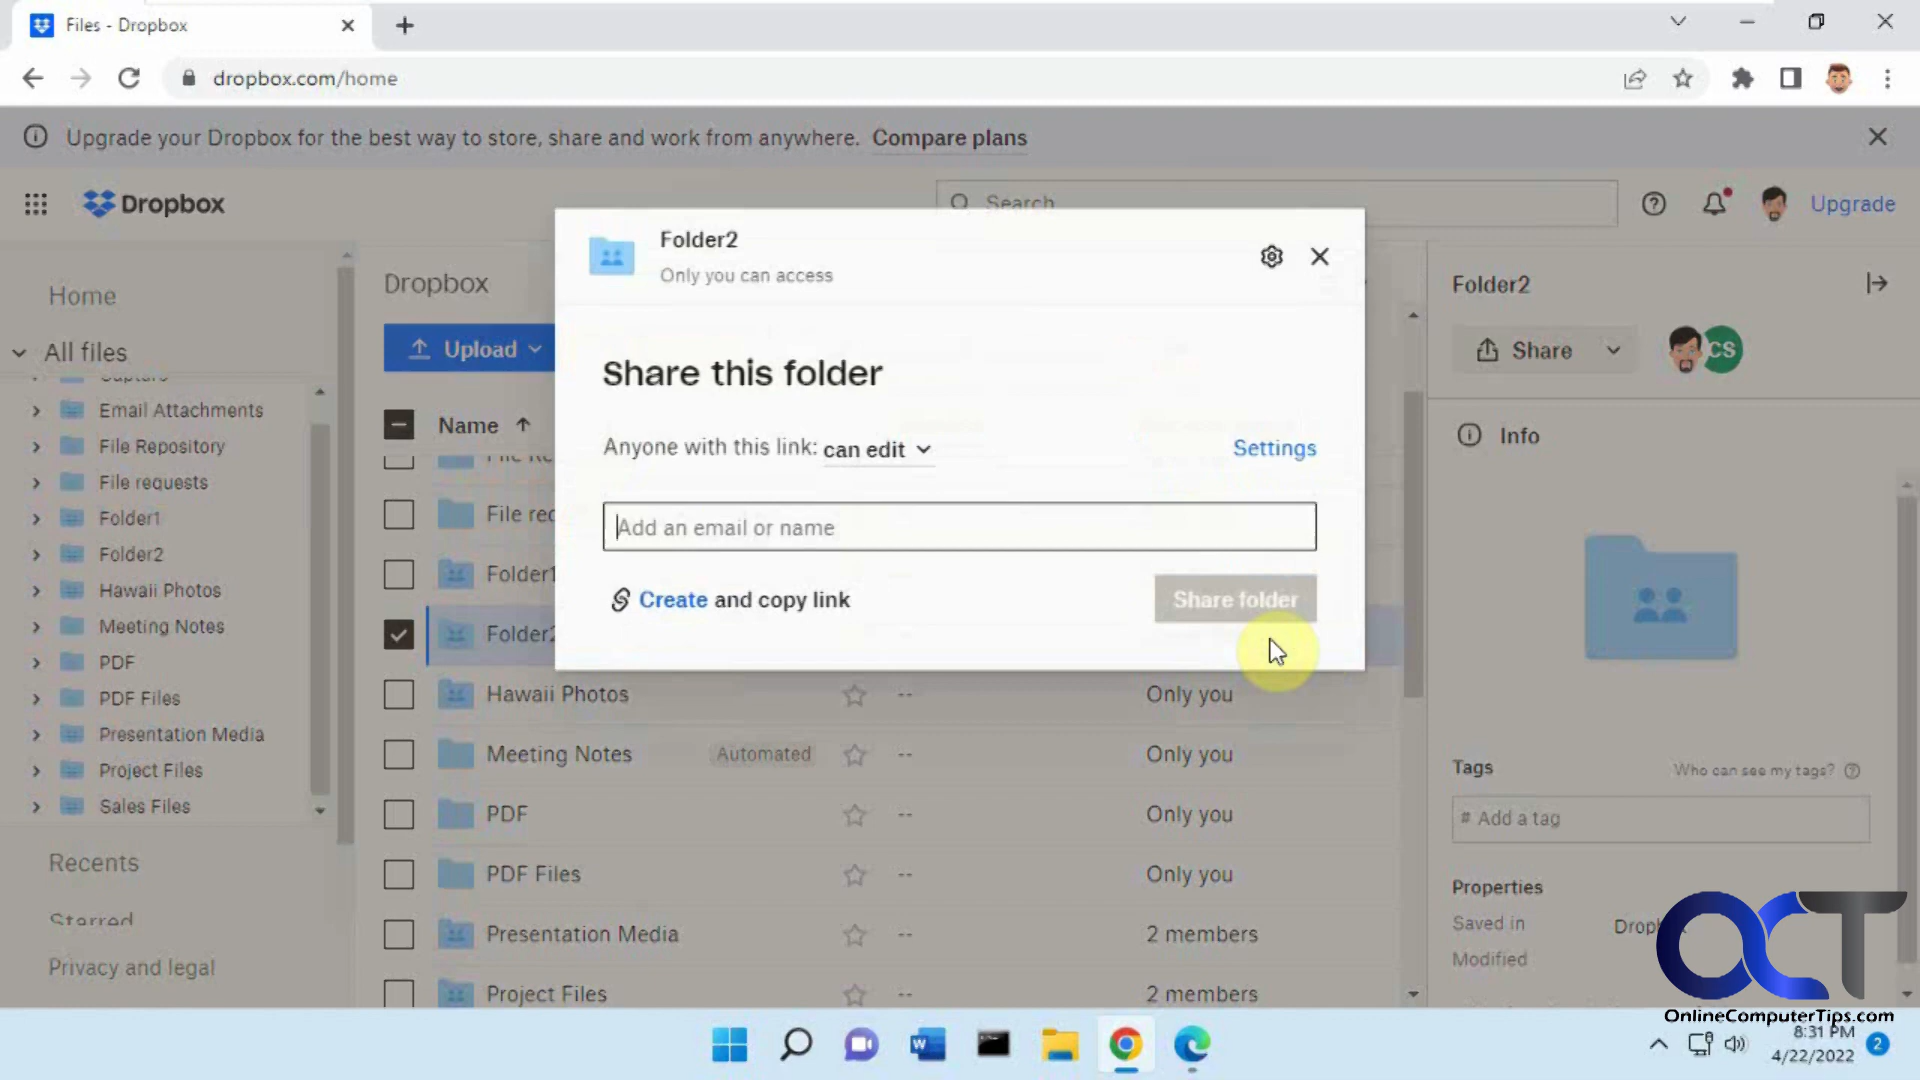 Files - Dropbox
dropbox.com/home
Upgrade your Dropbox for the best way to store, share and work from anywhere. Compare plans
Dropbox
Search
Upgrade
Home
All files
Email Attachments
File Repository
File requests
Folder1
Folder2
Hawaii Photos
Meeting Notes
PDF
PDF Files
Presentation Media
Project Files
Sales Files
Recents
Starred
Privacy and legal
Dropbox
Upload
Name
File rec
Folder1
Folder2
Hawaii Photos -- Only you
Meeting Notes Automated -- Only you
PDF -- Only you
PDF Files -- Only you
Presentation Media -- 2 members
Project Files -- 2 members
Folder2
Only you can access
Share this folder
Anyone with this link: can edit
Settings
Add an email or name
Create and copy link
Share folder
Folder2
Share
CS
Info
Tags
Who can see my tags?
# Add a tag
Properties
Saved in
Modified
OCT
OnlineComputerTips.com
8:31 PM
4/22/2022
2